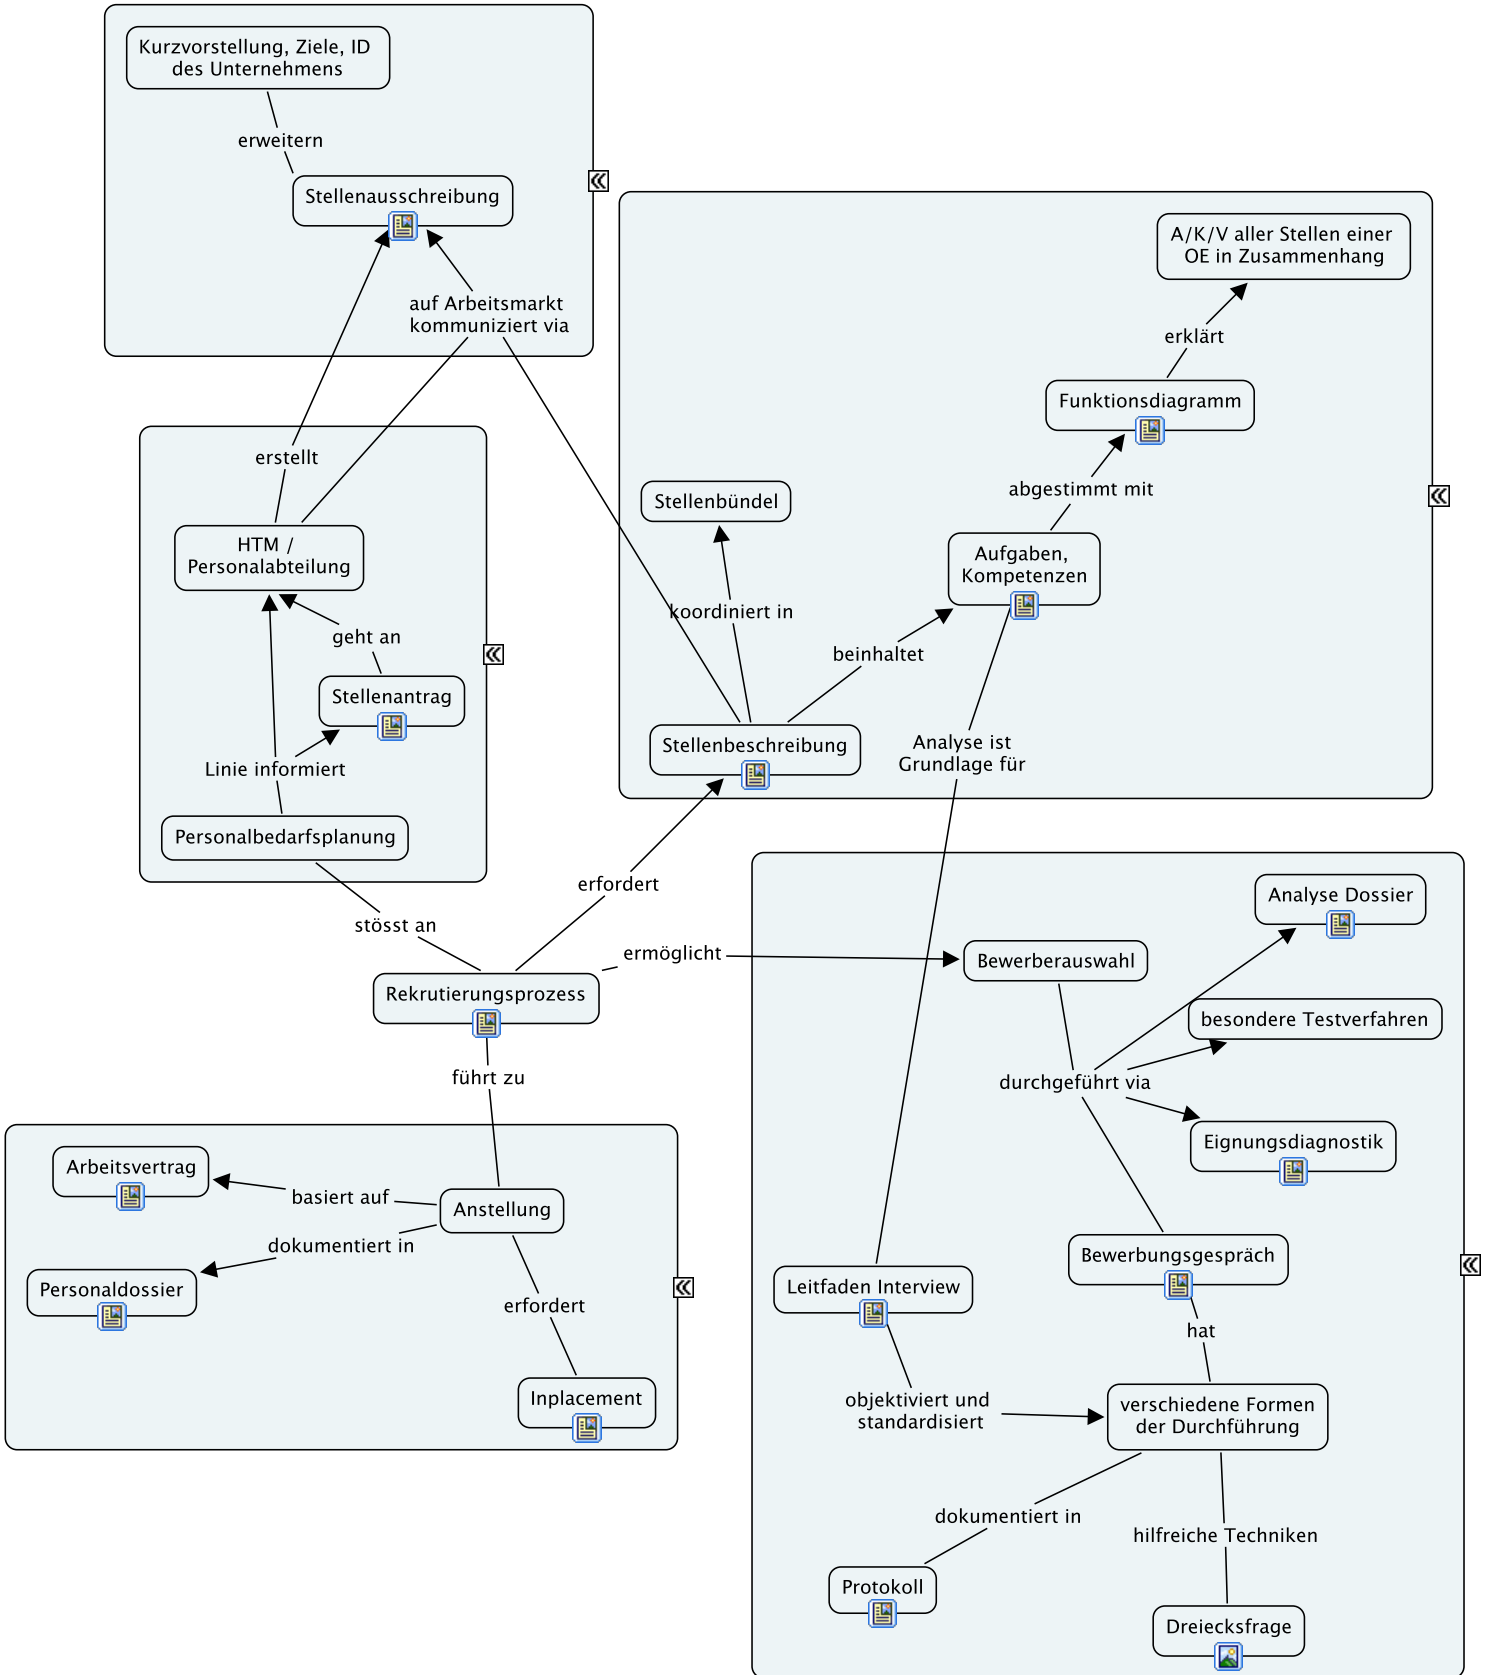 Kurzvorstellung, Ziele, ID
des Unternehmens
erweitern
Stellenausschreibung
auf Arbeitsmarkt
kommuniziert via
erstellt
HTM /
Personalabteilung
geht an
Stellenantrag
Linie informiert
Personalbedarfsplanung
stösst an
A/K/V aller Stellen einer
OE in Zusammenhang
erklärt
Funktionsdiagramm
abgestimmt mit
Stellenbündel
Aufgaben,
Kompetenzen
koordiniert in
beinhaltet
Stellenbeschreibung
Analyse ist
Grundlage für
erfordert
ermöglicht
Rekrutierungsprozess
führt zu
Arbeitsvertrag
basiert auf
Anstellung
dokumentiert in
Personaldossier
erfordert
Inplacement
Analyse Dossier
Bewerberauswahl
besondere Testverfahren
durchgeführt via
Eignungsdiagnostik
Bewerbungsgespräch
Leitfaden Interview
hat
objektiviert und
standardisiert
verschiedene Formen
der Durchführung
dokumentiert in
hilfreiche Techniken
Protokoll
Dreiecksfrage